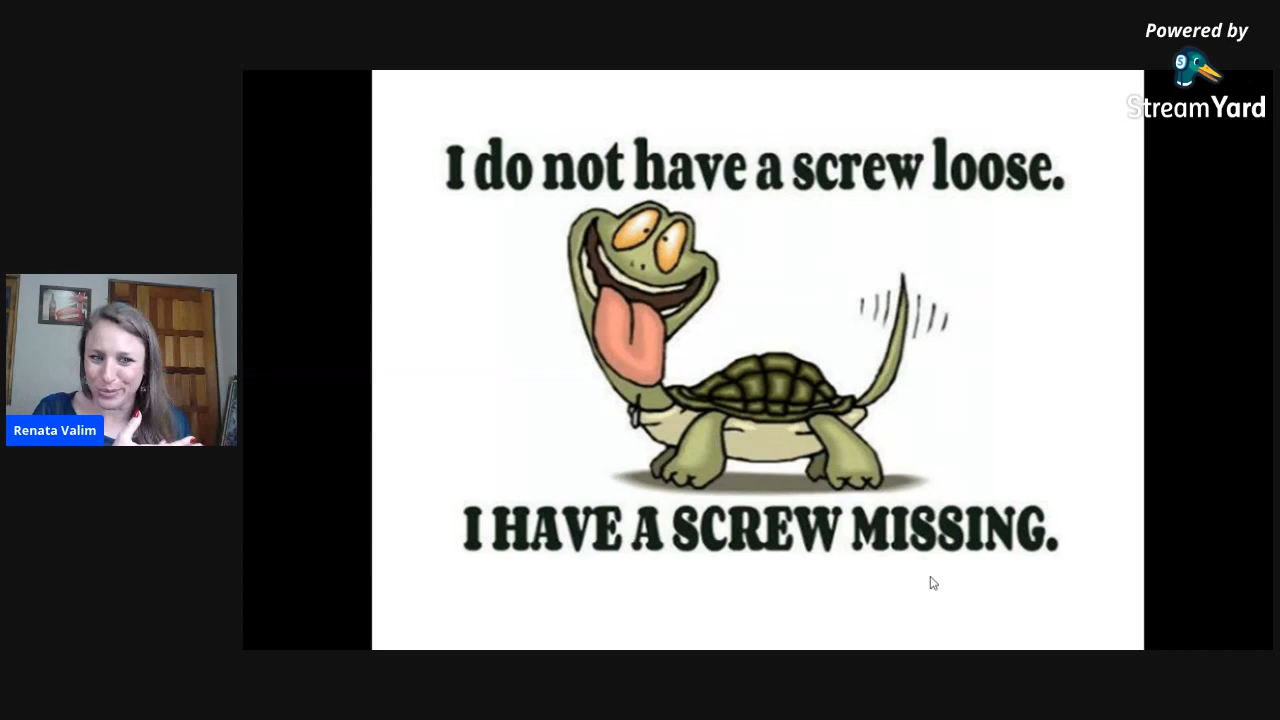 Powered by
StreamYard
I do not have a screw loose.
I HAVE A SCREW MISSING.
Renata Valim